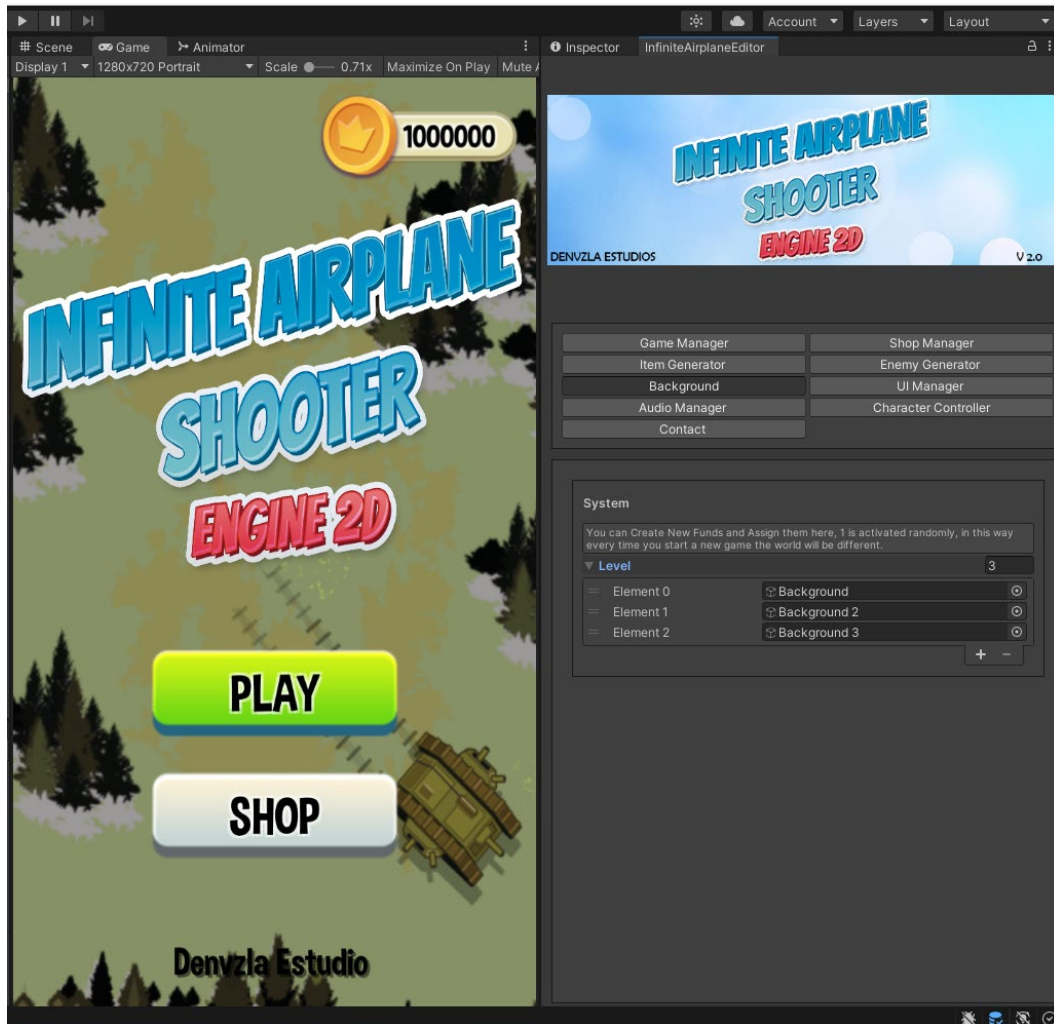 Account
Layers
Layout
Scene
Game
Animator
Inspector
InfiniteAirplaneEditor
Display 1
1280x720 Portrait
Scale
0.71x
Maximize On Play
Mute A
1000000
INFINITE AIRPLANE
SHOOTER
ENGINE 2D
PLAY
SHOP
Denvzla Estudio
INFINITE AIRPLANE
SHOOTER
ENGINE 2D
DENVZLA ESTUDIOS
V 2.0
Game Manager
Shop Manager
Item Generator
Enemy Generator
Background
UI Manager
Audio Manager
Character Controller
Contact
System
You can Create New Funds and Assign them here, 1 is activated randomly, in this way
every time you start a new game the world will be different.
Level
3
Element 0
Background
Element 1
Background 2
Element 2
Background 3